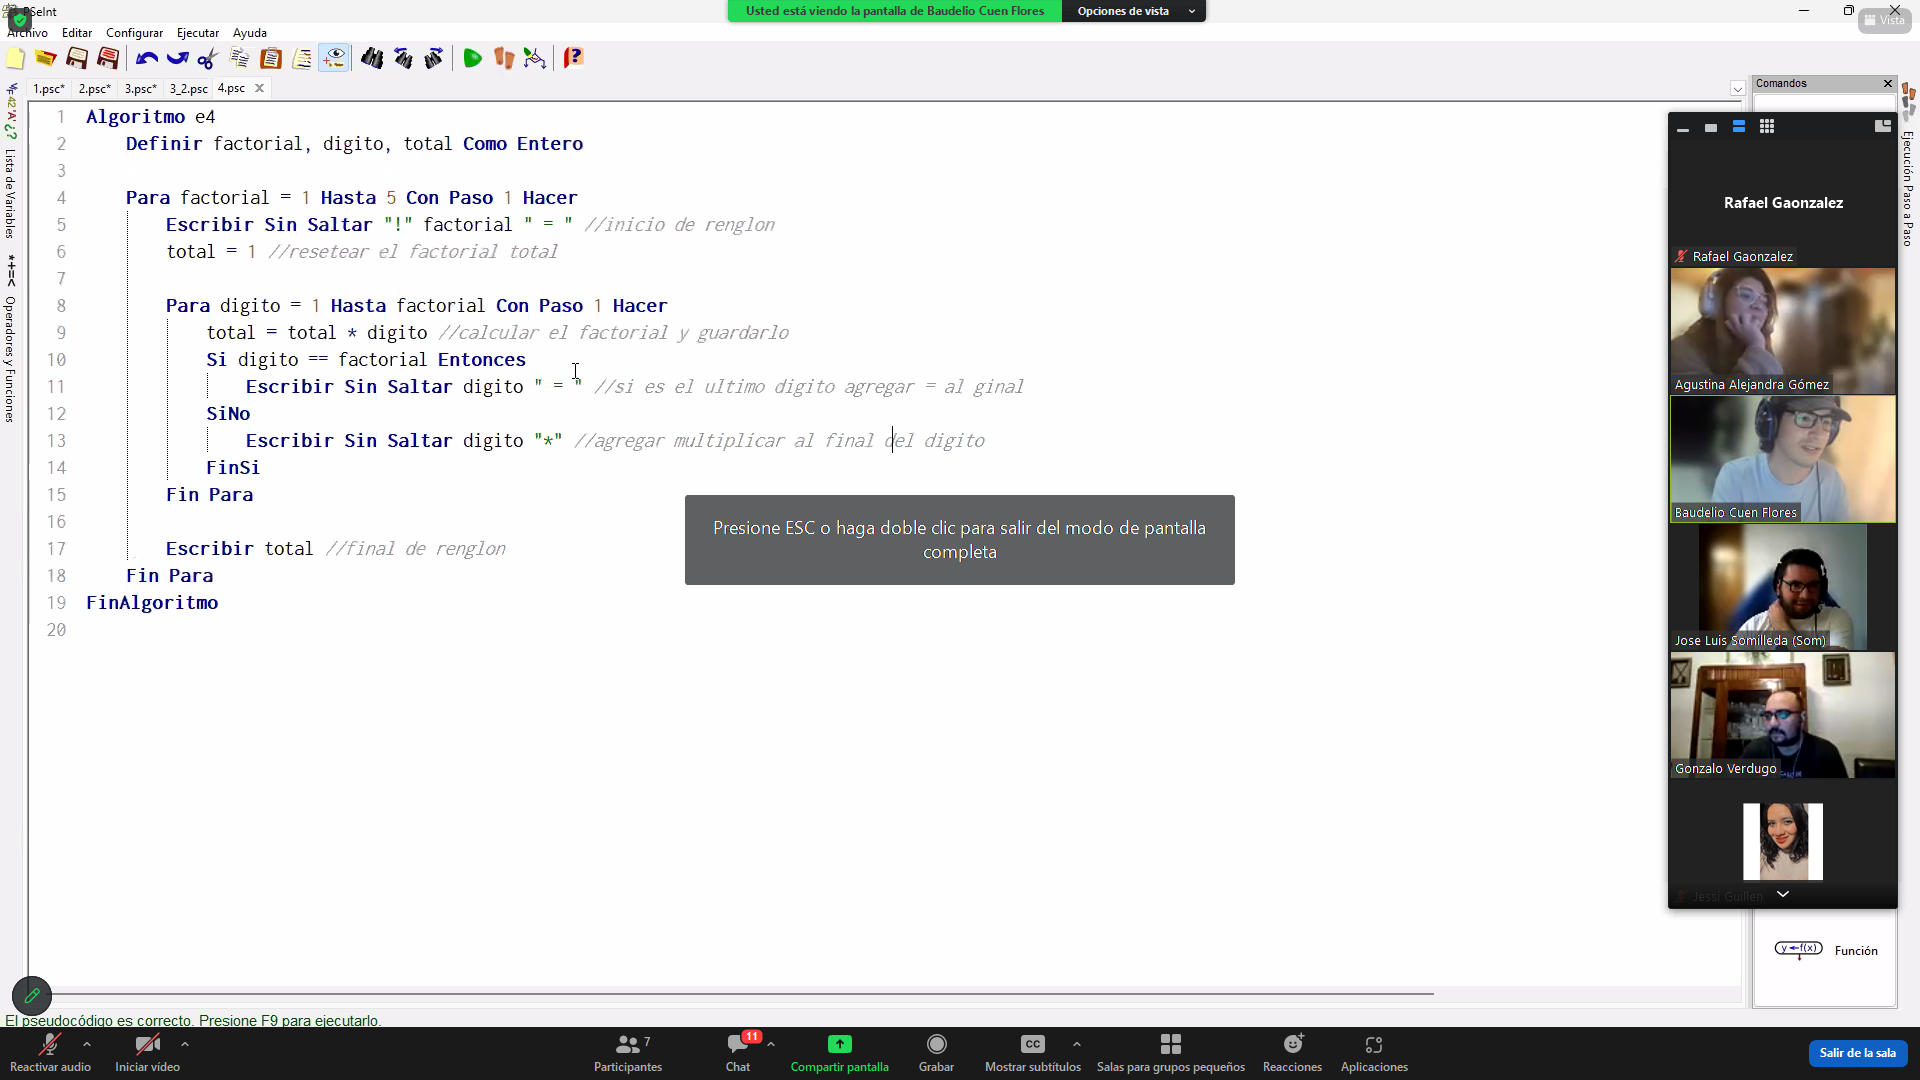 PSeInt
Usted está viendo la pantalla de Baudelio Cuen Flores
Opciones de vista
Vista
Archivo Editar Configurar Ejecutar Ayuda
1.psc* 2.psc* 3.psc* 3_2.psc 4.psc
Comandos
Lista de Variables
*+=< Operadores y Funciones
Ejecución Paso a Paso
1 Algoritmo e4
2 Definir factorial, digito, total Como Entero
3
4 Para factorial = 1 Hasta 5 Con Paso 1 Hacer
5 Escribir Sin Saltar "!" factorial " = " //inicio de renglon
6 total = 1 //resetear el factorial total
7
8 Para digito = 1 Hasta factorial Con Paso 1 Hacer
9 total = total * digito //calcular el factorial y guardarlo
10 Si digito == factorial Entonces
11 Escribir Sin Saltar digito " = " //si es el ultimo digito agregar = al ginal
12 SiNo
13 Escribir Sin Saltar digito "*" //agregar multiplicar al final del digito
14 FinSi
15 Fin Para
16
17 Escribir total //final de renglon
18 Fin Para
19 FinAlgoritmo
20
Presione ESC o haga doble clic para salir del modo de pantalla
completa
Rafael Gaonzalez
Rafael Gaonzalez
Agustina Alejandra Gómez
Baudelio Cuen Flores
Jose Luis Somilleda (Som)
Gonzalo Verdugo
Jessi Guillen
y←f(x) Función
El pseudocódigo es correcto. Presione F9 para ejecutarlo.
Reactivar audio
Iniciar vídeo
7
Participantes
11
Chat
Compartir pantalla
Grabar
CC
Mostrar subtítulos
Salas para grupos pequeños
Reacciones
Aplicaciones
Salir de la sala